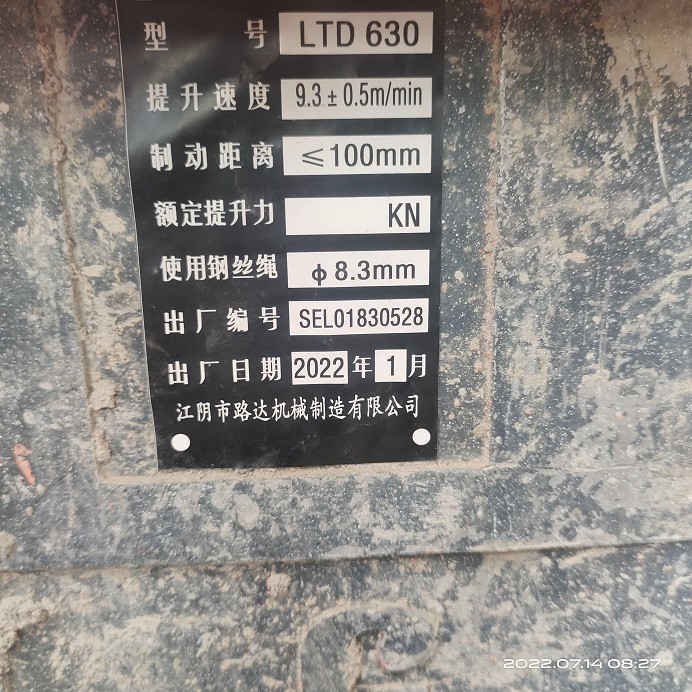 型 号 LTD 630
提升速度 9.3±0.5m/min
制动距离 ≤100mm
额定提升力 KN
使用钢丝绳 ф8.3mm
出厂编号 SEL01830528
出厂日期 2022年1月
江阴市路达机械制造有限公司
2022.07.14 08:27